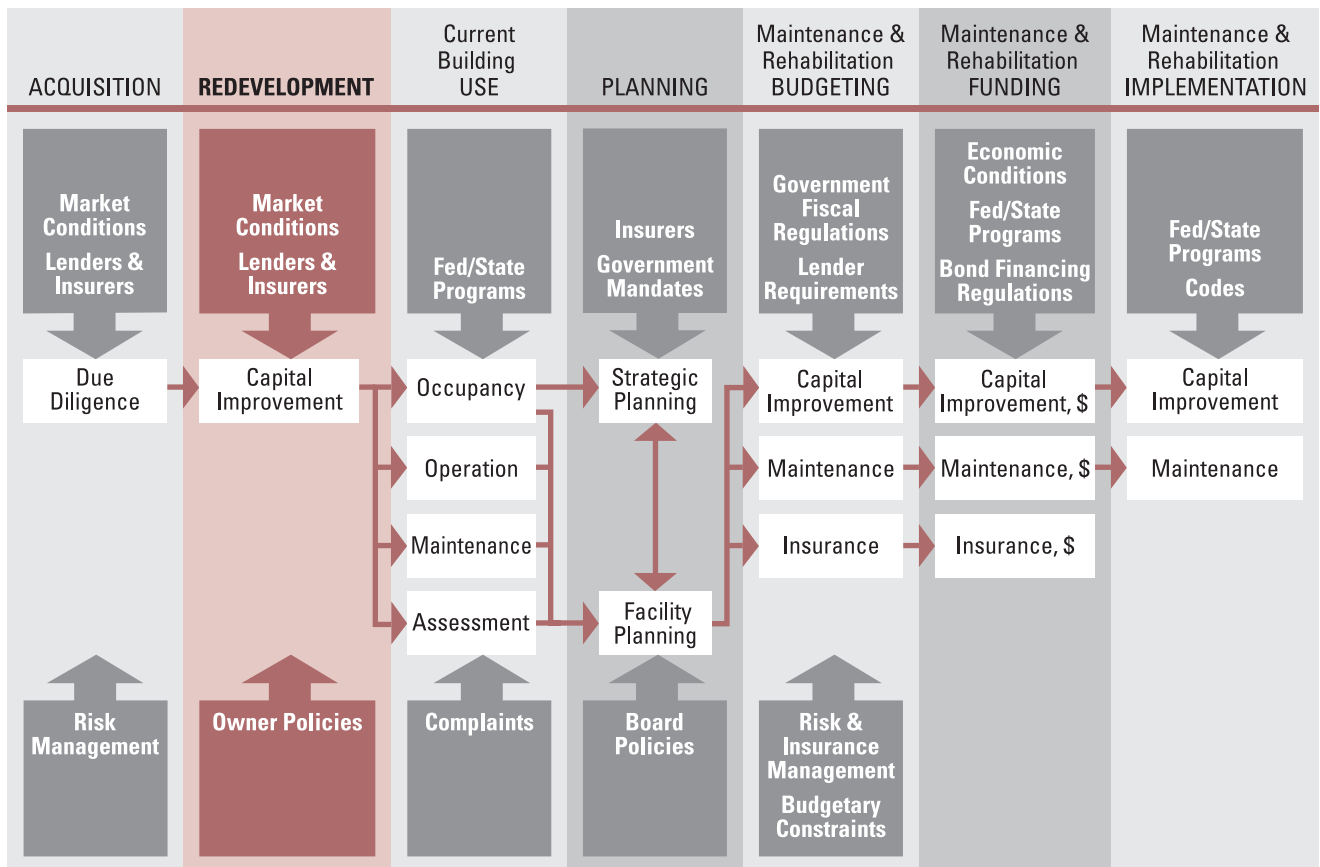 ACQUISITION
REDEVELOPMENT
Current
Building
USE
PLANNING
Maintenance &
Rehabilitation
BUDGETING
Maintenance &
Rehabilitation
FUNDING
Maintenance &
Rehabilitation
IMPLEMENTATION
Market
Conditions
Lenders &
Insurers
Market
Conditions
Lenders &
Insurers
Fed/State
Programs
Insurers
Government
Mandates
Government
Fiscal
Regulations
Lender
Requirements
Economic
Conditions
Fed/State
Programs
Bond Financing
Regulations
Fed/State
Programs
Codes
Due
Diligence
Capital
Improvement
Occupancy
Strategic
Planning
Capital
Improvement
Capital
Improvement, $
Capital
Improvement
Operation
Maintenance
Maintenance, $
Maintenance
Maintenance
Insurance
Insurance, $
Assessment
Facility
Planning
Risk
Management
Owner Policies
Complaints
Board
Policies
Risk &
Insurance
Management
Budgetary
Constraints